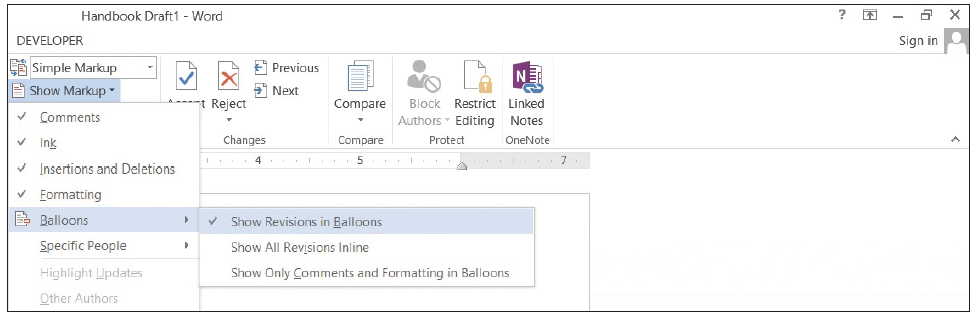 Handbook Draft1 - Word
?
DEVELOPER
Sign in
Simple Markup
Show Markup
Previous
Next
Accept Reject
Compare
Block Authors
Restrict Editing
Linked Notes
Changes
Compare
Protect
OneNote
4 5 7
Comments
Ink
Insertions and Deletions
Formatting
Balloons
Specific People
Highlight Updates
Other Authors
Show Revisions in Balloons
Show All Revisions Inline
Show Only Comments and Formatting in Balloons